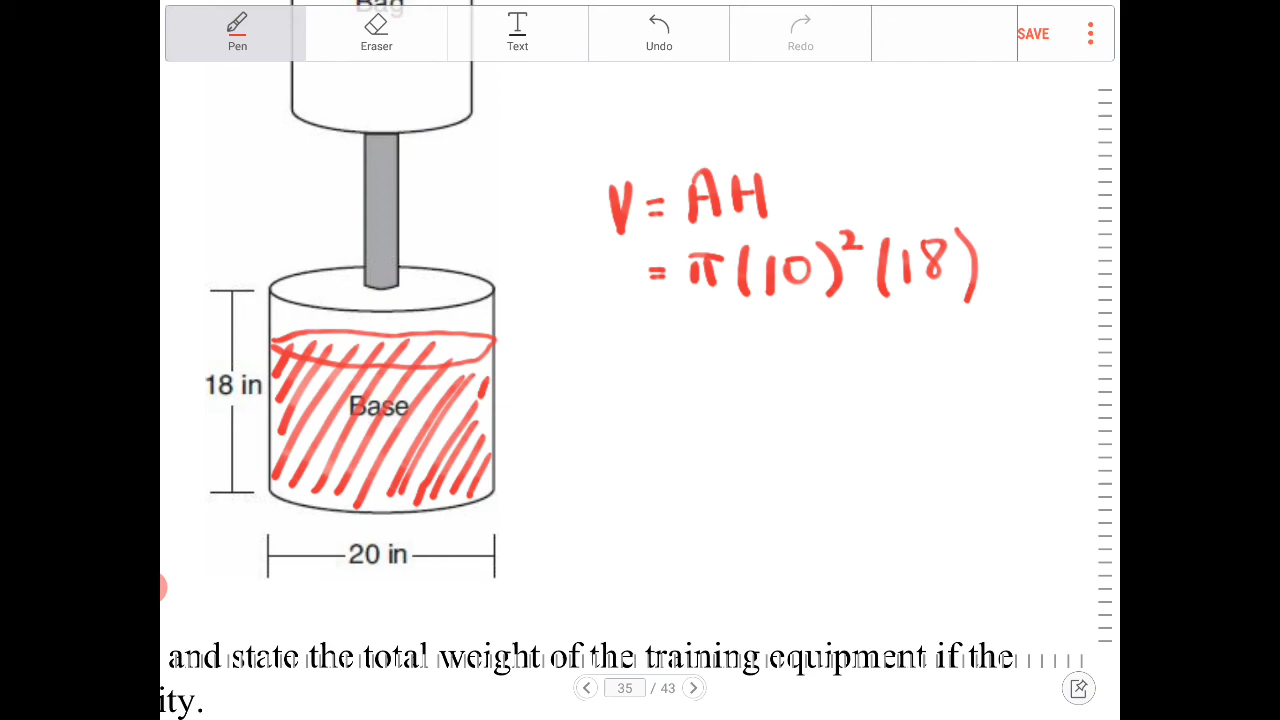 Bag
Pen
Eraser
Text
Undo
Redo
SAVE
V = AH
= π(10)²(18)
18 in
Base
20 in
and state the total weight of the training equipment if the
35 / 43
ity.